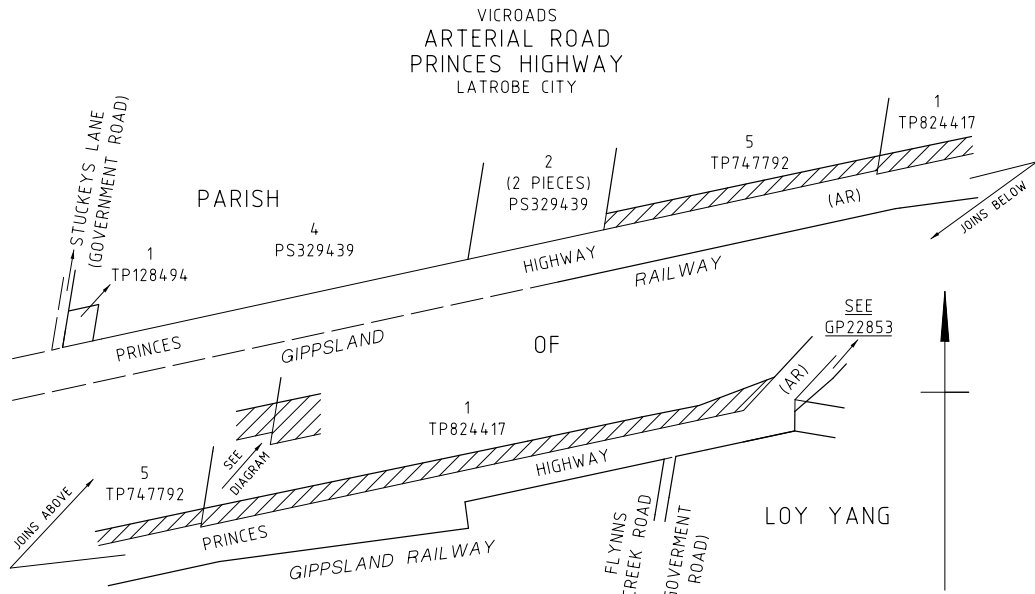 VICROADS
ARTERIAL ROAD
PRINCES HIGHWAY
LATROBE CITY
STUCKEYS LANE
(GOVERNMENT ROAD)
1
TP128494
PARISH
4
PS329439
2
(2 PIECES)
PS329439
5
TP747792
1
TP824417
(AR)
JOINS BELOW
PRINCES
HIGHWAY
GIPPSLAND
RAILWAY
OF
SEE
GP22853
(AR)
1
TP824417
SEE
DIAGRAM
5
TP747792
JOINS ABOVE
PRINCES
HIGHWAY
GIPPSLAND RAILWAY
FLYNNS
CREEK ROAD
GOVERMENT
ROAD)
LOY YANG